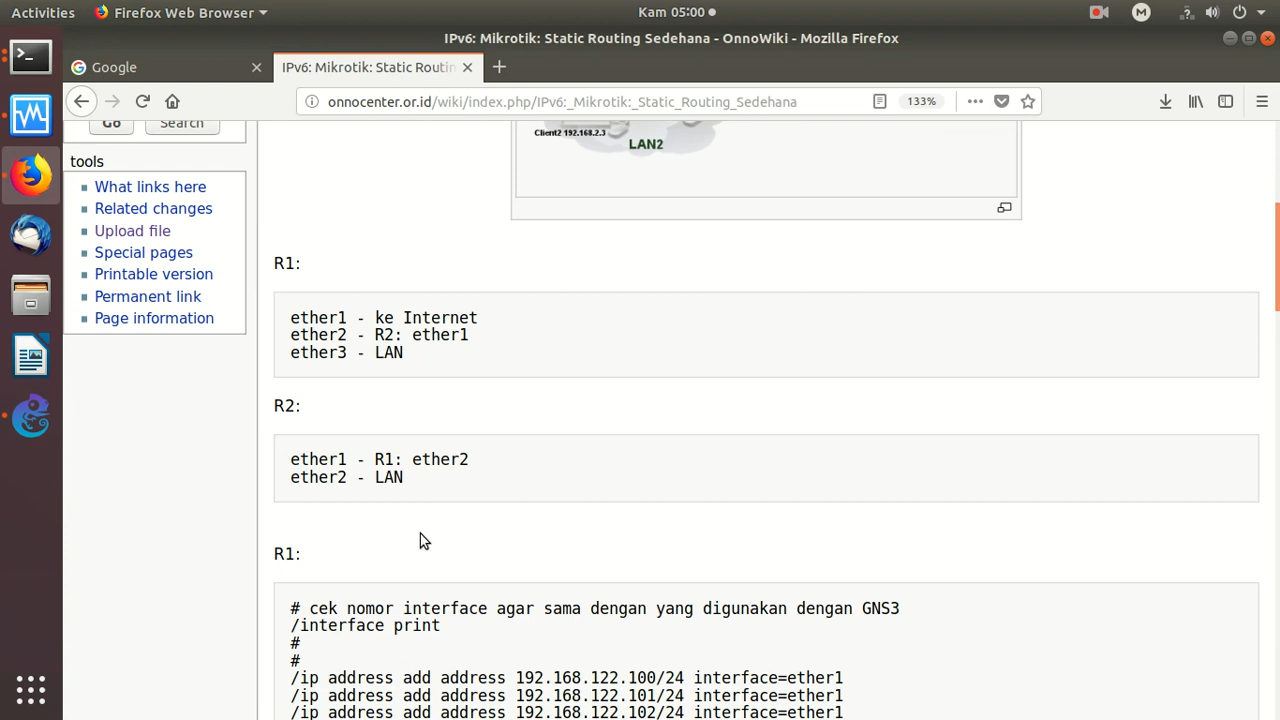 Activities
Firefox Web Browser
Kam 05:00
M
IPv6: Mikrotik: Static Routing Sedehana - OnnoWiki - Mozilla Firefox
Google
IPv6: Mikrotik: Static Routin
onnocenter.or.id/wiki/index.php/IPv6:_Mikrotik:_Static_Routing_Sedehana
133%
Go
Search
tools
What links here
Related changes
Upload file
Special pages
Printable version
Permanent link
Page information
Client2 192.168.2.3
LAN2
R1:
ether1 - ke Internet
ether2 - R2: ether1
ether3 - LAN
R2:
ether1 - R1: ether2
ether2 - LAN
R1:
# cek nomor interface agar sama dengan yang digunakan dengan GNS3
/interface print
#
#
/ip address add address 192.168.122.100/24 interface=ether1
/ip address add address 192.168.122.101/24 interface=ether1
/ip address add address 192.168.122.102/24 interface=ether1